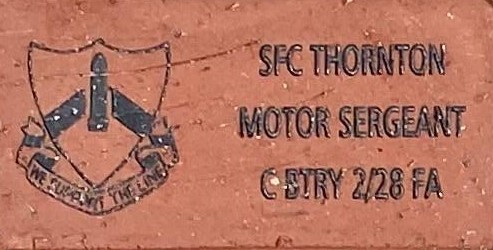 SFC THORNTON
MOTOR SERGEANT
C BTRY 2/28 FA
WE SUPPORT THE LINE